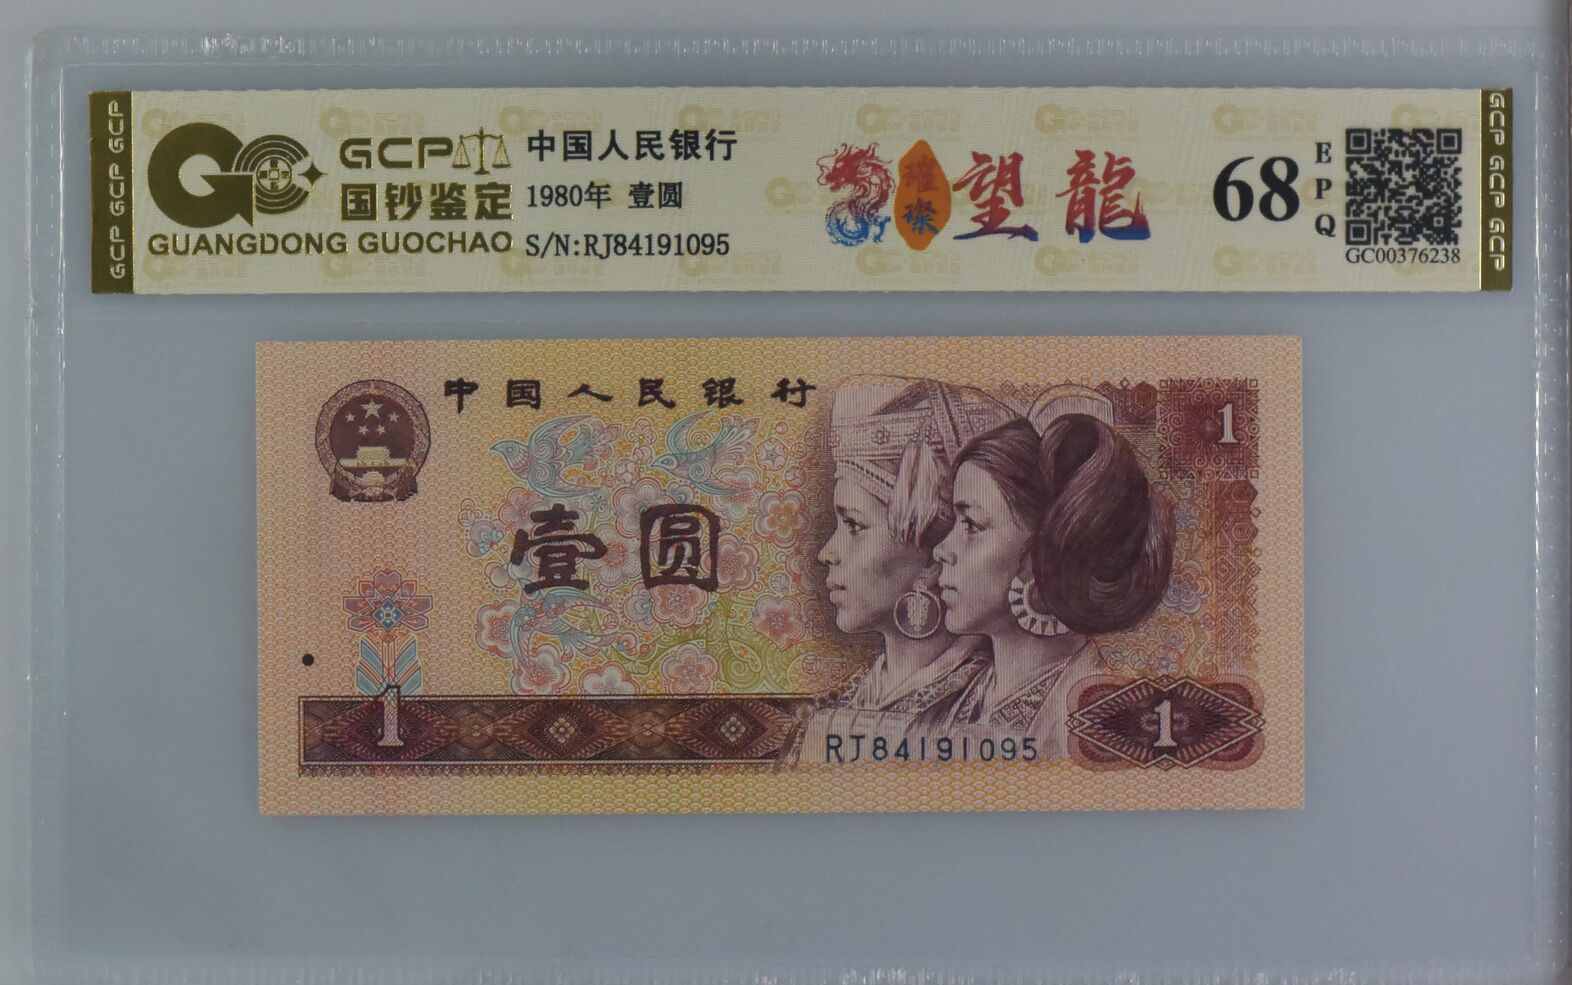 GCP GCP GCP
GCP
国钞鉴定
GUANGDONG GUOCHAO
中国人民银行
1980年 壹圆
S/N:RJ84191095
璀璨
望龍
68
EPQ
GC00376238
GCP GCP GCP
中国人民银行
1
壹圆
1
RJ84191095
1